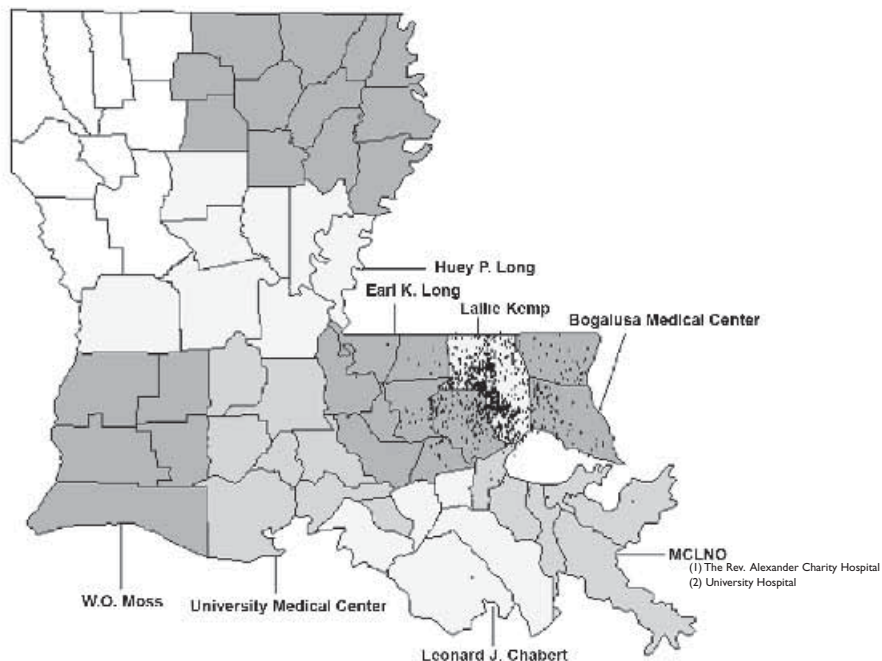 Huey P. Long
Earl K. Long
Lallie Kemp
Bogalusa Medical Center
MCLNO
(1) The Rev. Alexander Charity Hospital
(2) University Hospital
W.O. Moss
University Medical Center
Leonard J. Chabert